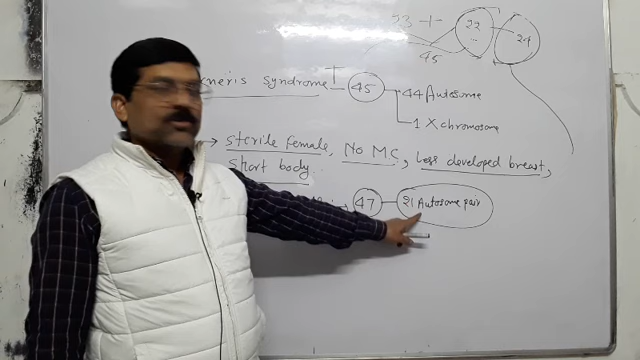 23 22 24
45
Syndrome 45 44 Autosome
1 X chromosome
→ Sterile female, No MC, Less developed breast,
Short body
47 21 Autosome pair